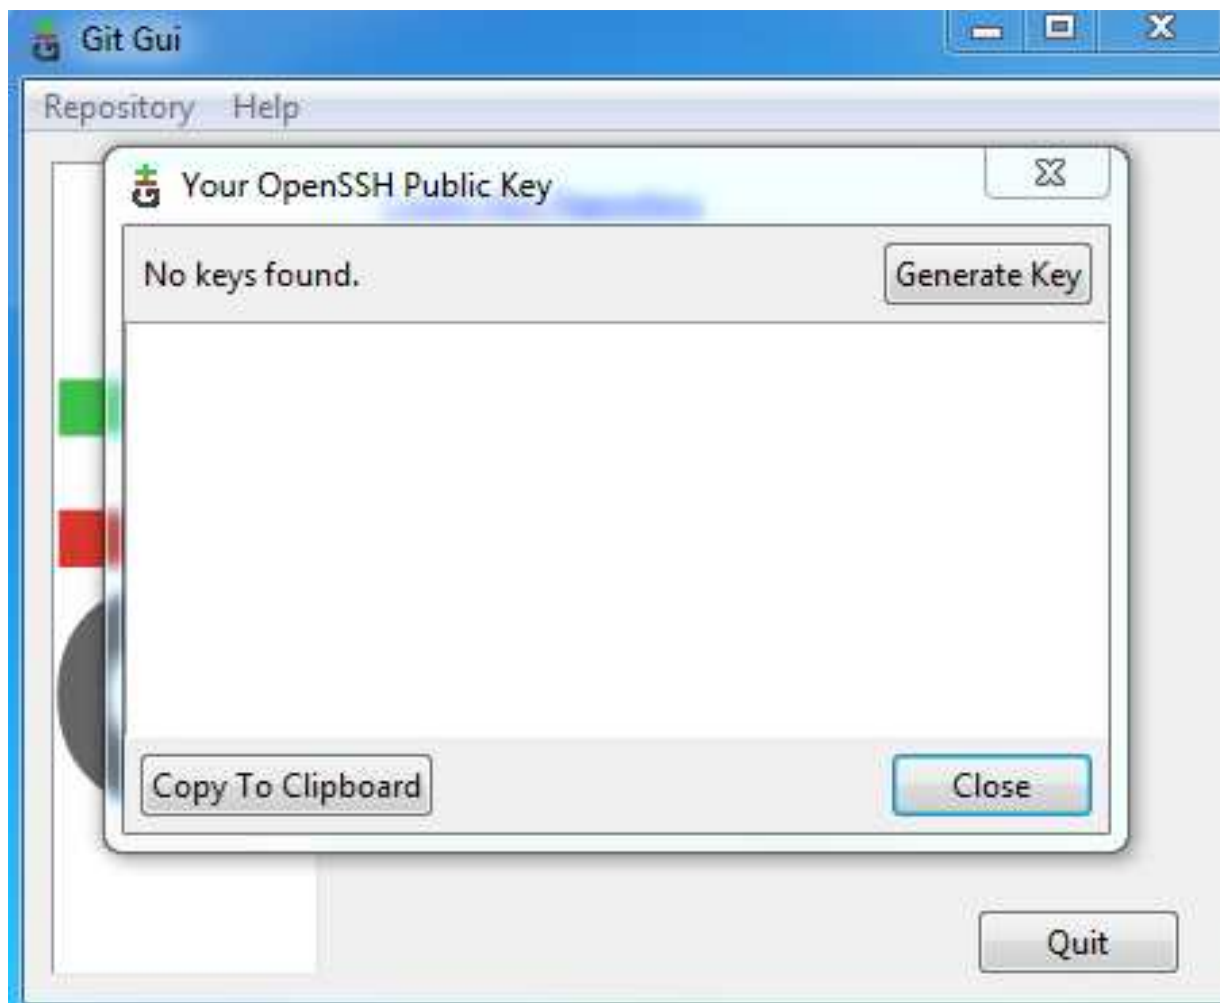 Git Gui
Repository Help
Your OpenSSH Public Key
No keys found.
Generate Key
Copy To Clipboard
Close
Quit